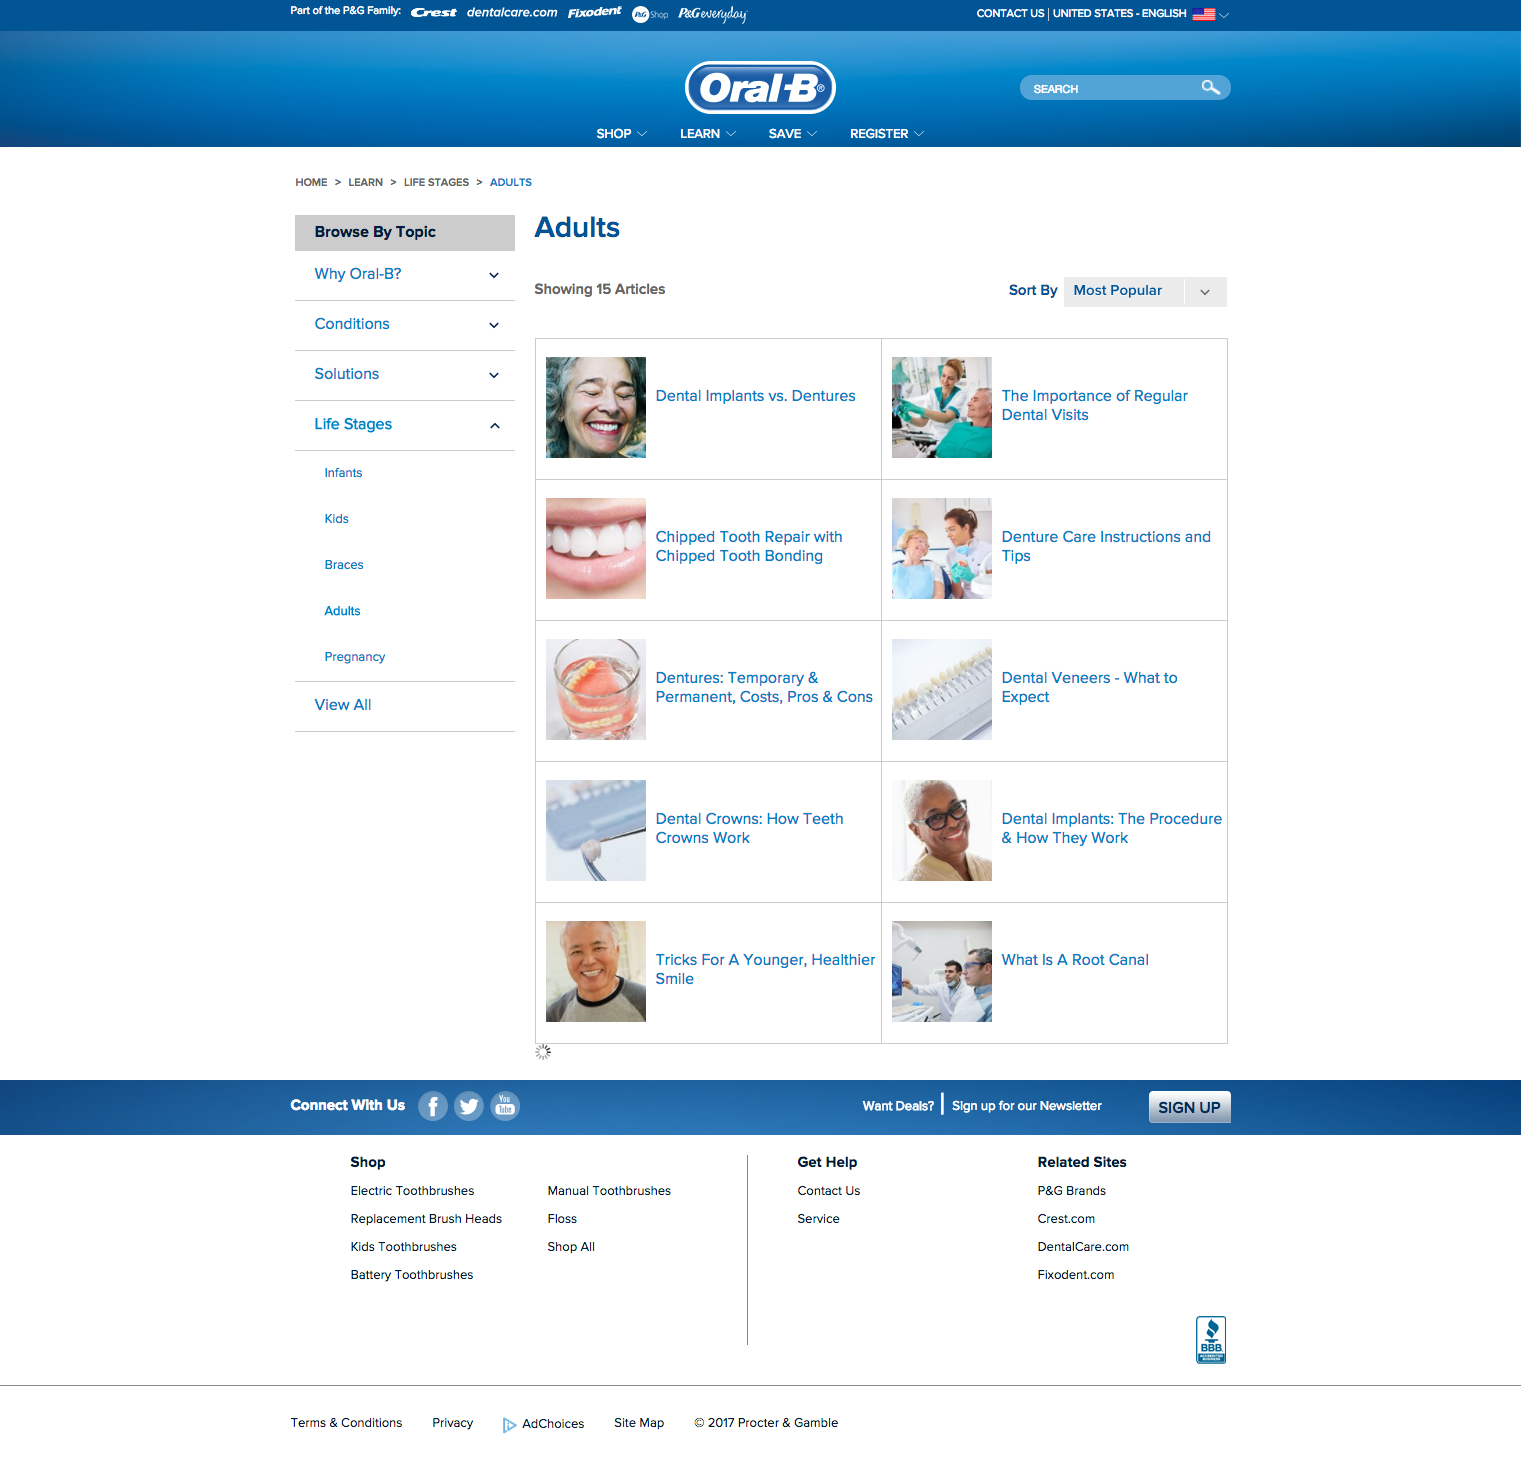 Part of the P&G Family: Crest dentalcare.com Fixodent P&G Shop P&G everyday
CONTACT US | UNITED STATES - ENGLISH
Oral-B®
SEARCH
SHOP LEARN SAVE REGISTER
HOME > LEARN > LIFE STAGES > ADULTS
Browse By Topic
Why Oral-B?
Conditions
Solutions
Life Stages
Infants
Kids
Braces
Adults
Pregnancy
View All
Adults
Showing 15 Articles
Sort By Most Popular
Dental Implants vs. Dentures
The Importance of Regular
Dental Visits
Chipped Tooth Repair with
Chipped Tooth Bonding
Denture Care Instructions and
Tips
Dentures: Temporary &
Permanent, Costs, Pros & Cons
Dental Veneers - What to
Expect
Dental Crowns: How Teeth
Crowns Work
Dental Implants: The Procedure
& How They Work
Tricks For A Younger, Healthier
Smile
What Is A Root Canal
Connect With Us
You
Tube
Want Deals? Sign up for our Newsletter
SIGN UP
Shop
Electric Toothbrushes
Replacement Brush Heads
Kids Toothbrushes
Battery Toothbrushes
Manual Toothbrushes
Floss
Shop All
Get Help
Contact Us
Service
Related Sites
P&G Brands
Crest.com
DentalCare.com
Fixodent.com
BBB.
ACCREDITED
BUSINESS
Terms & Conditions Privacy AdChoices Site Map © 2017 Procter & Gamble